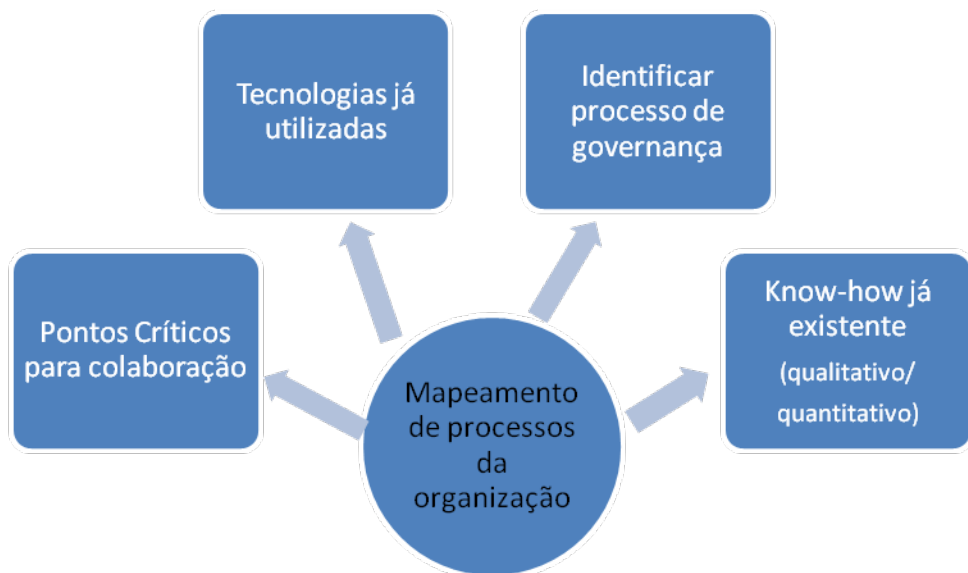 Tecnologias já
utilizadas
Identificar
processo de
governança
Pontos Críticos
para colaboração
Know-how já
existente
(qualitativo/
quantitativo)
Mapeamento
de processos
da
organização